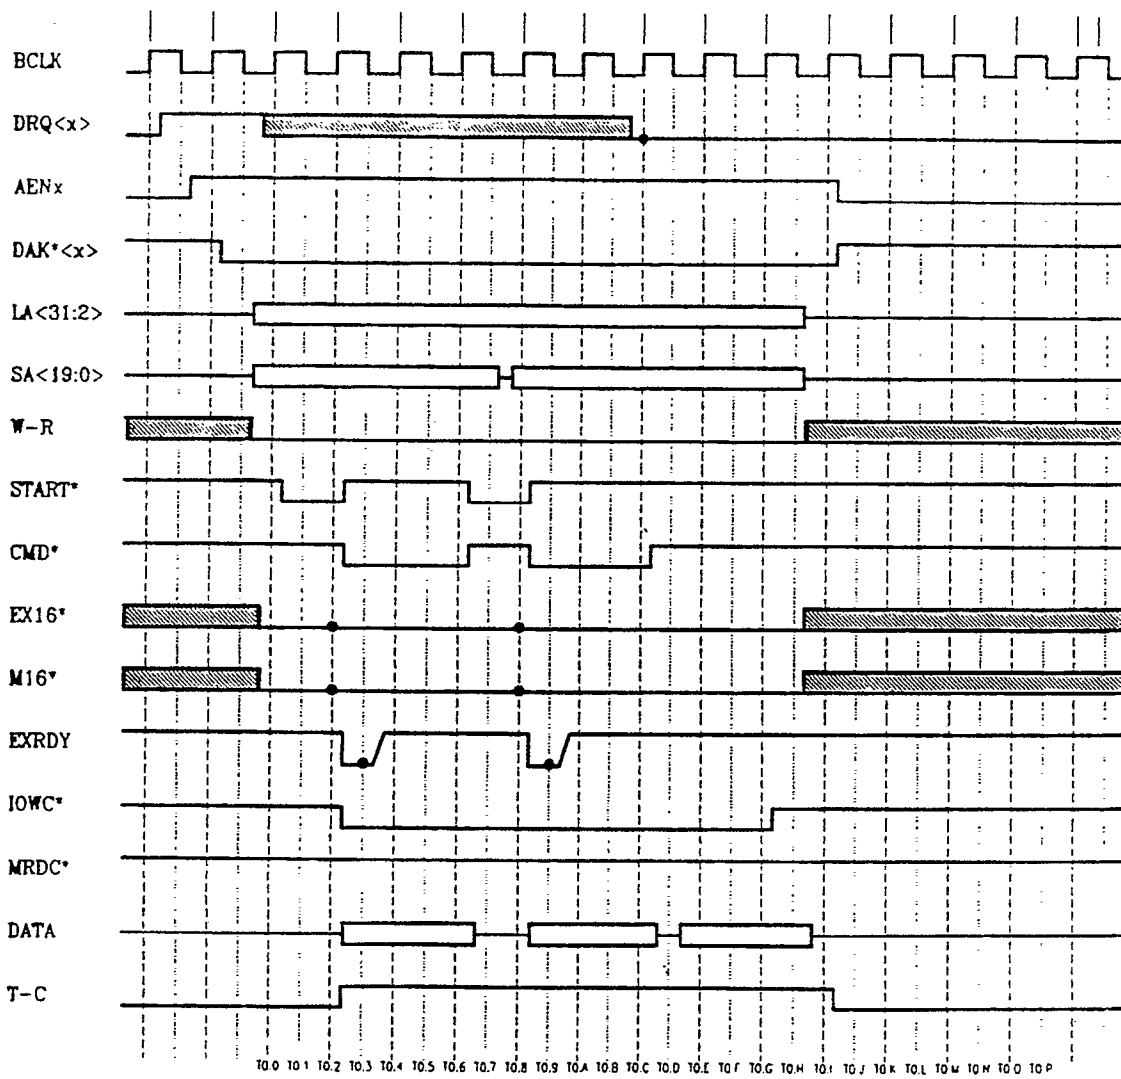 BCLK
DRQ<x>
AENx
DAK*<x>
LA<31:2>
SA<19:0>
W-R
START*
CMD*
EX16*
M16*
EXRDY
IOWC*
MRDC*
DATA
T-C
T0.0 T0.1 T0.2 T0.3 T0.4 T0.5 T0.6 T0.7 T0.8 T0.9 T0.A T0.B T0.C T0.D T0.E T0.F T0.G T0.H T0.I T0.J T0.K T0.L T0.M T0.N T0.O T0.P